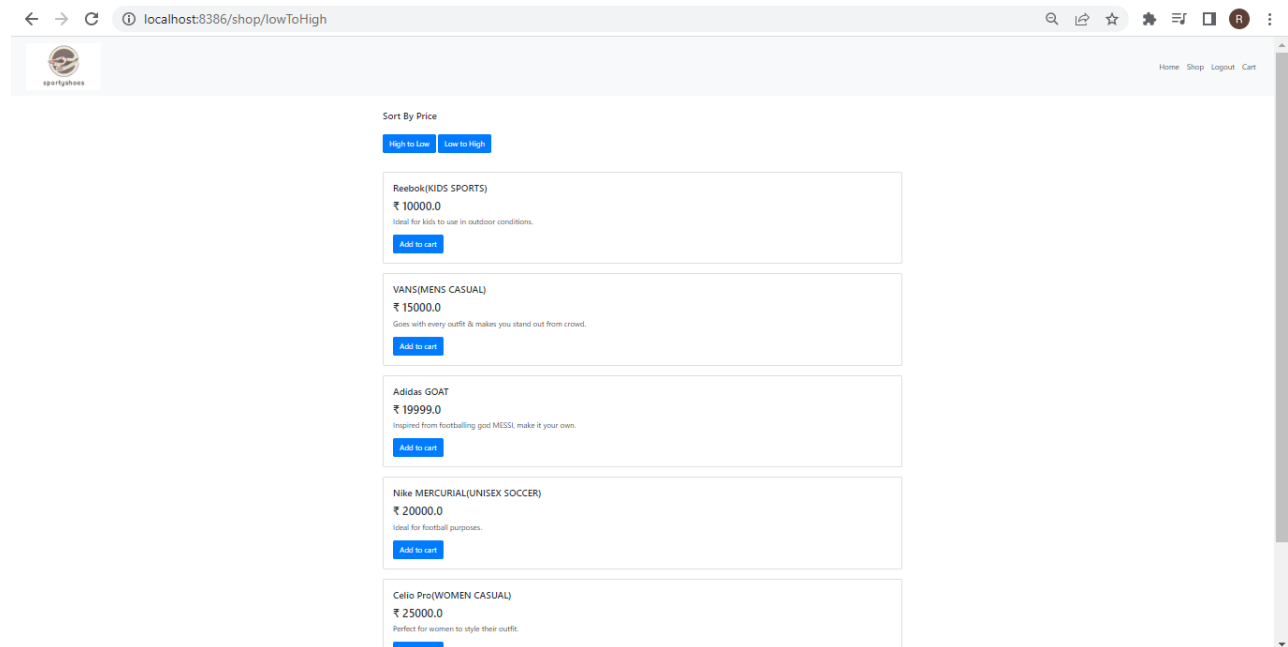 localhost:8386/shop/lowToHigh
R
sportyshoes
Home Shop Logout Cart
Sort By Price
High to Low Low to High
Reebok(KIDS SPORTS)
₹ 10000.0
Ideal for kids to use in outdoor conditions.
Add to cart
VANS(MENS CASUAL)
₹ 15000.0
Goes with every outfit & makes you stand out from crowd.
Add to cart
Adidas GOAT
₹ 19999.0
Inspired from footballing god MESSI, make it your own.
Add to cart
Nike MERCURIAL(UNISEX SOCCER)
₹ 20000.0
Ideal for football purposes.
Add to cart
Celio Pro(WOMEN CASUAL)
₹ 25000.0
Perfect for women to style their outfit.